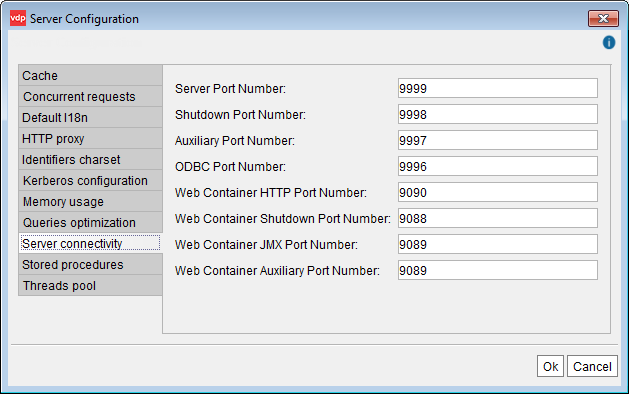 vdp Server Configuration
Cache
Concurrent requests
Default I18n
HTTP proxy
Identifiers charset
Kerberos configuration
Memory usage
Queries optimization
Server connectivity
Stored procedures
Threads pool
Server Port Number: 9999
Shutdown Port Number: 9998
Auxiliary Port Number: 9997
ODBC Port Number: 9996
Web Container HTTP Port Number: 9090
Web Container Shutdown Port Number: 9088
Web Container JMX Port Number: 9089
Web Container Auxiliary Port Number: 9089
Ok Cancel